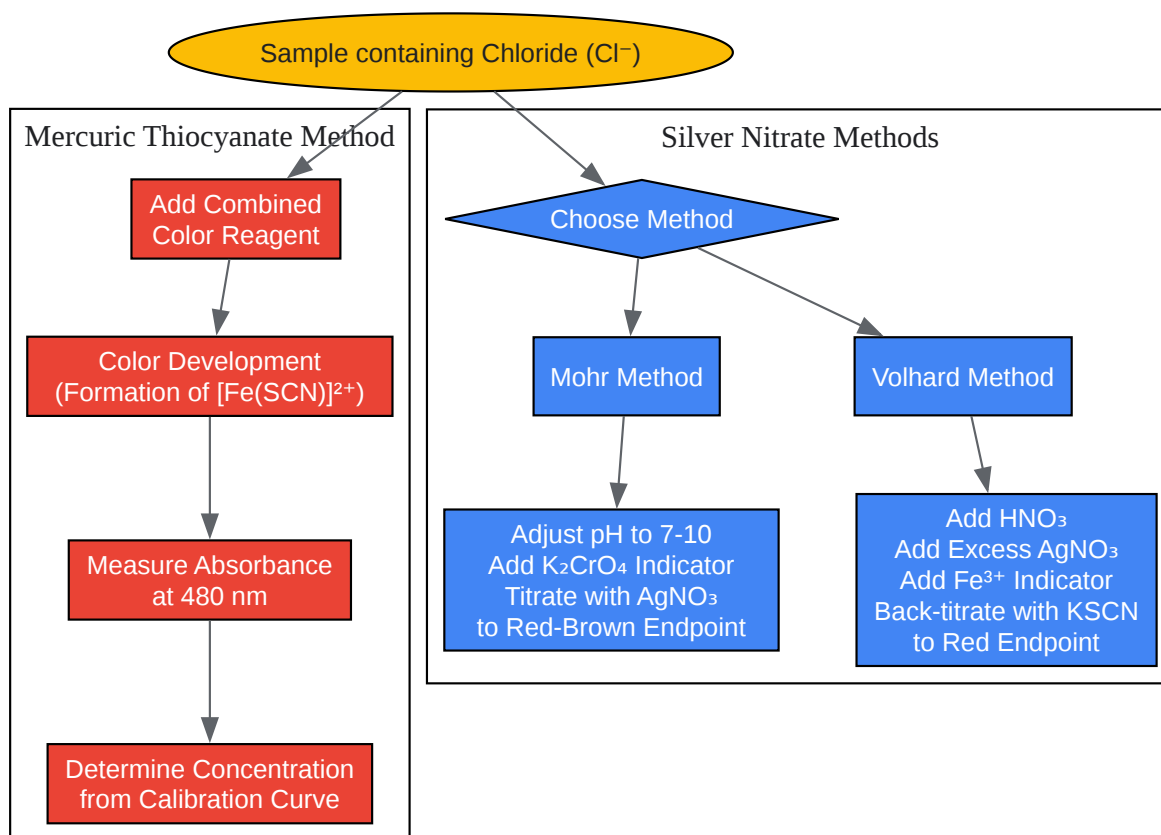 Sample containing Chloride (Cl⁻)
Mercuric Thiocyanate Method
Add Combined
Color Reagent
Color Development
(Formation of [Fe(SCN)]²⁺)
Measure Absorbance
at 480 nm
Determine Concentration
from Calibration Curve
Silver Nitrate Methods
Choose Method
Mohr Method
Adjust pH to 7-10
Add K₂CrO₄ Indicator
Titrate with AgNO₃
to Red-Brown Endpoint
Volhard Method
Add HNO₃
Add Excess AgNO₃
Add Fe³⁺ Indicator
Back-titrate with KSCN
to Red Endpoint